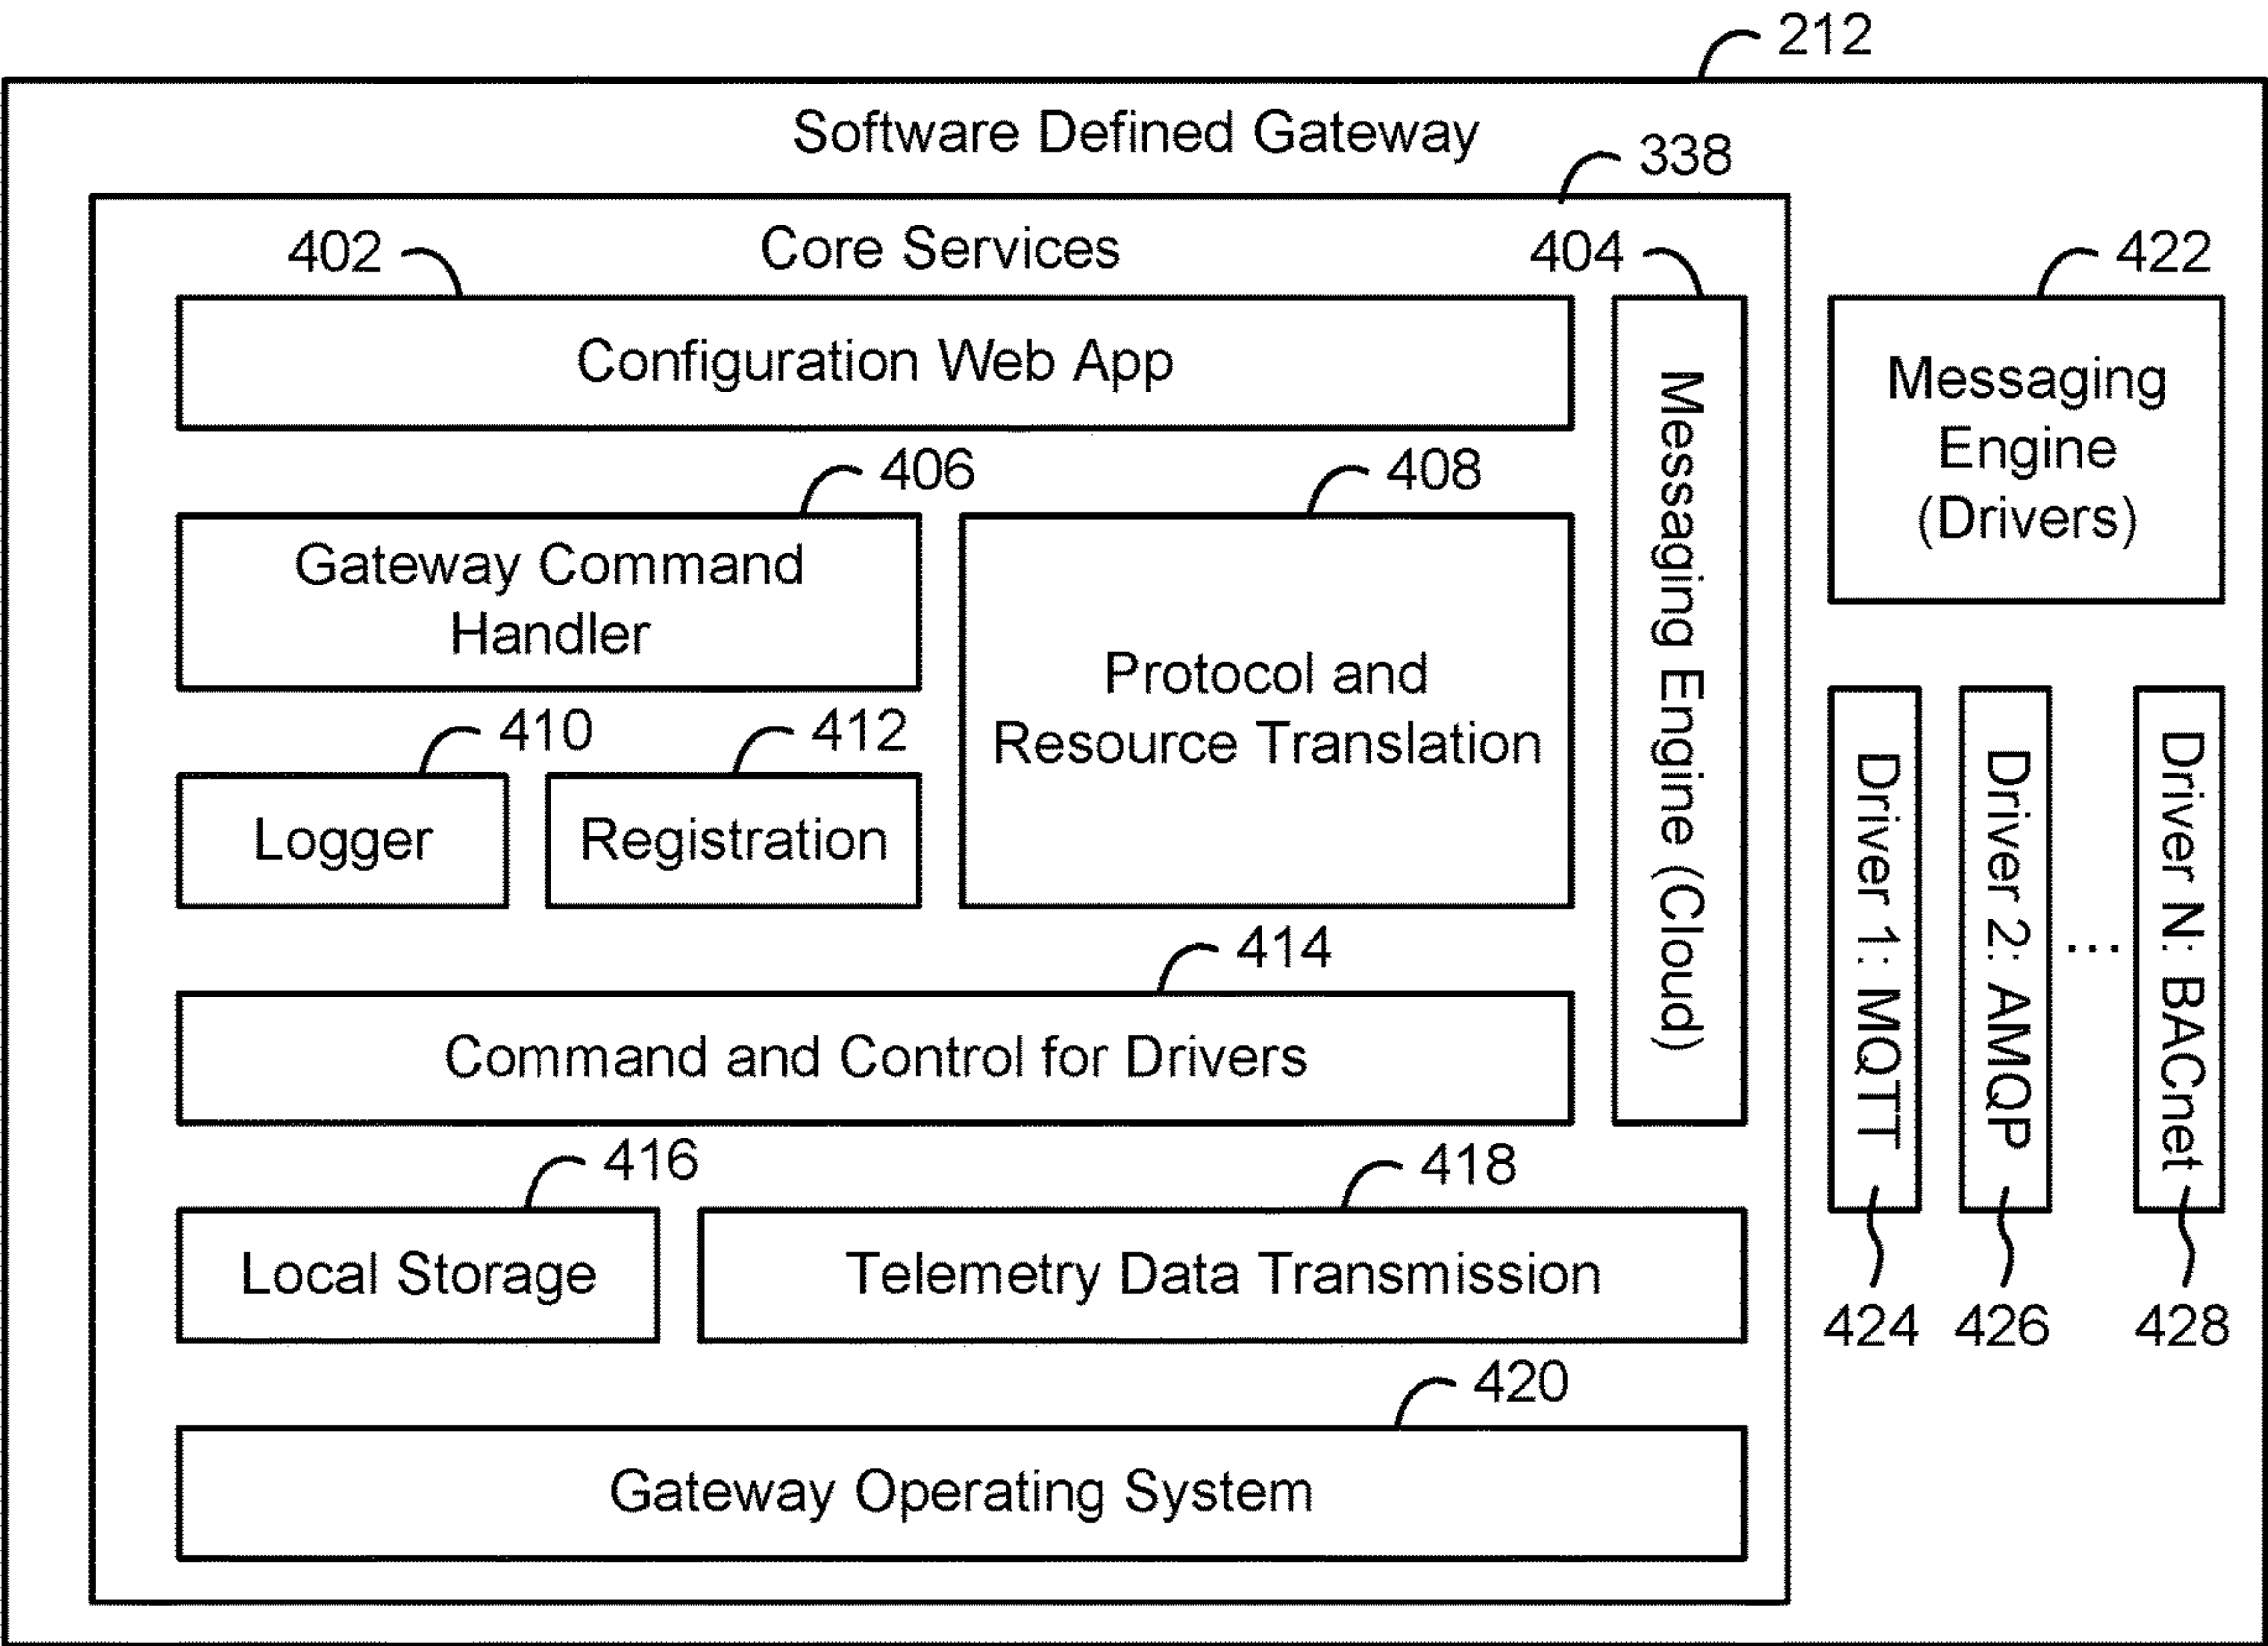 212
Software Defined Gateway
338
Core Services
402
404
422
Configuration Web App
Messaging Engine (Cloud)
Messaging
Engine
(Drivers)
406
408
Gateway Command
Handler
Protocol and
Resource Translation
410
412
Logger
Registration
Driver 1: MQTT
Driver 2: AMQP
...
Driver N: BACnet
414
Command and Control for Drivers
416
418
Local Storage
Telemetry Data Transmission
424
426
428
420
Gateway Operating System